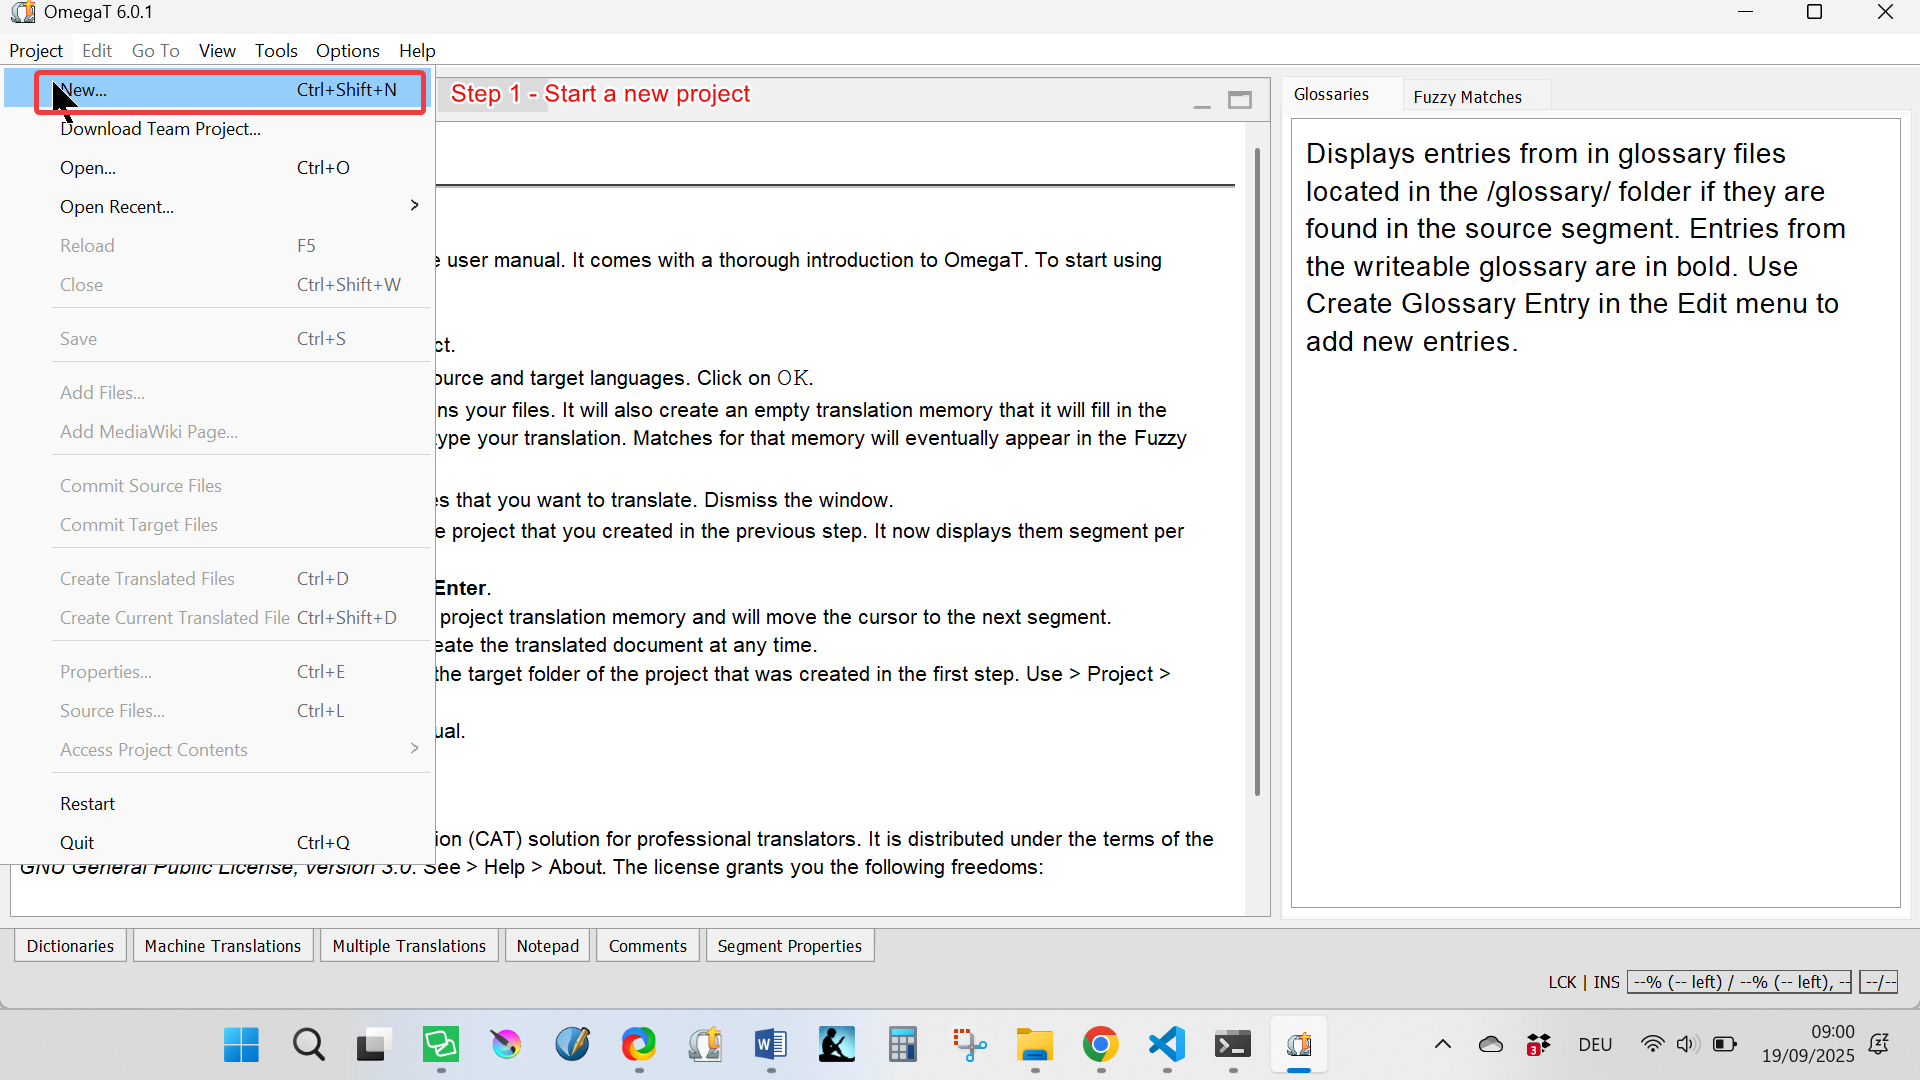 OmegaT 6.0.1
Project Edit Go To View Tools Options Help
New... Ctrl+Shift+N
Download Team Project...
Open... Ctrl+O
Open Recent... >
Reload F5
Close Ctrl+Shift+W
Save Ctrl+S
Add Files...
Add MediaWiki Page...
Commit Source Files
Commit Target Files
Create Translated Files Ctrl+D
Create Current Translated File Ctrl+Shift+D
Properties... Ctrl+E
Source Files... Ctrl+L
Access Project Contents >
Restart
Quit Ctrl+Q
Step 1 - Start a new project
user manual. It comes with a thorough introduction to OmegaT. To start using
ct.
ource and target languages. Click on OK.
ns your files. It will also create an empty translation memory that it will fill in the
type your translation. Matches for that memory will eventually appear in the Fuzzy
s that you want to translate. Dismiss the window.
e project that you created in the previous step. It now displays them segment per
Enter.
project translation memory and will move the cursor to the next segment.
eate the translated document at any time.
the target folder of the project that was created in the first step. Use > Project >
ual.
ion (CAT) solution for professional translators. It is distributed under the terms of the
GNU General Public License, version 3.0. See > Help > About. The license grants you the following freedoms:
Glossaries Fuzzy Matches
Displays entries from in glossary files
located in the /glossary/ folder if they are
found in the source segment. Entries from
the writeable glossary are in bold. Use
Create Glossary Entry in the Edit menu to
add new entries.
Dictionaries Machine Translations Multiple Translations Notepad Comments Segment Properties
LCK | INS --% (-- left) / --% (-- left), -- --/--
W
3
DEU
09:00
19/09/2025